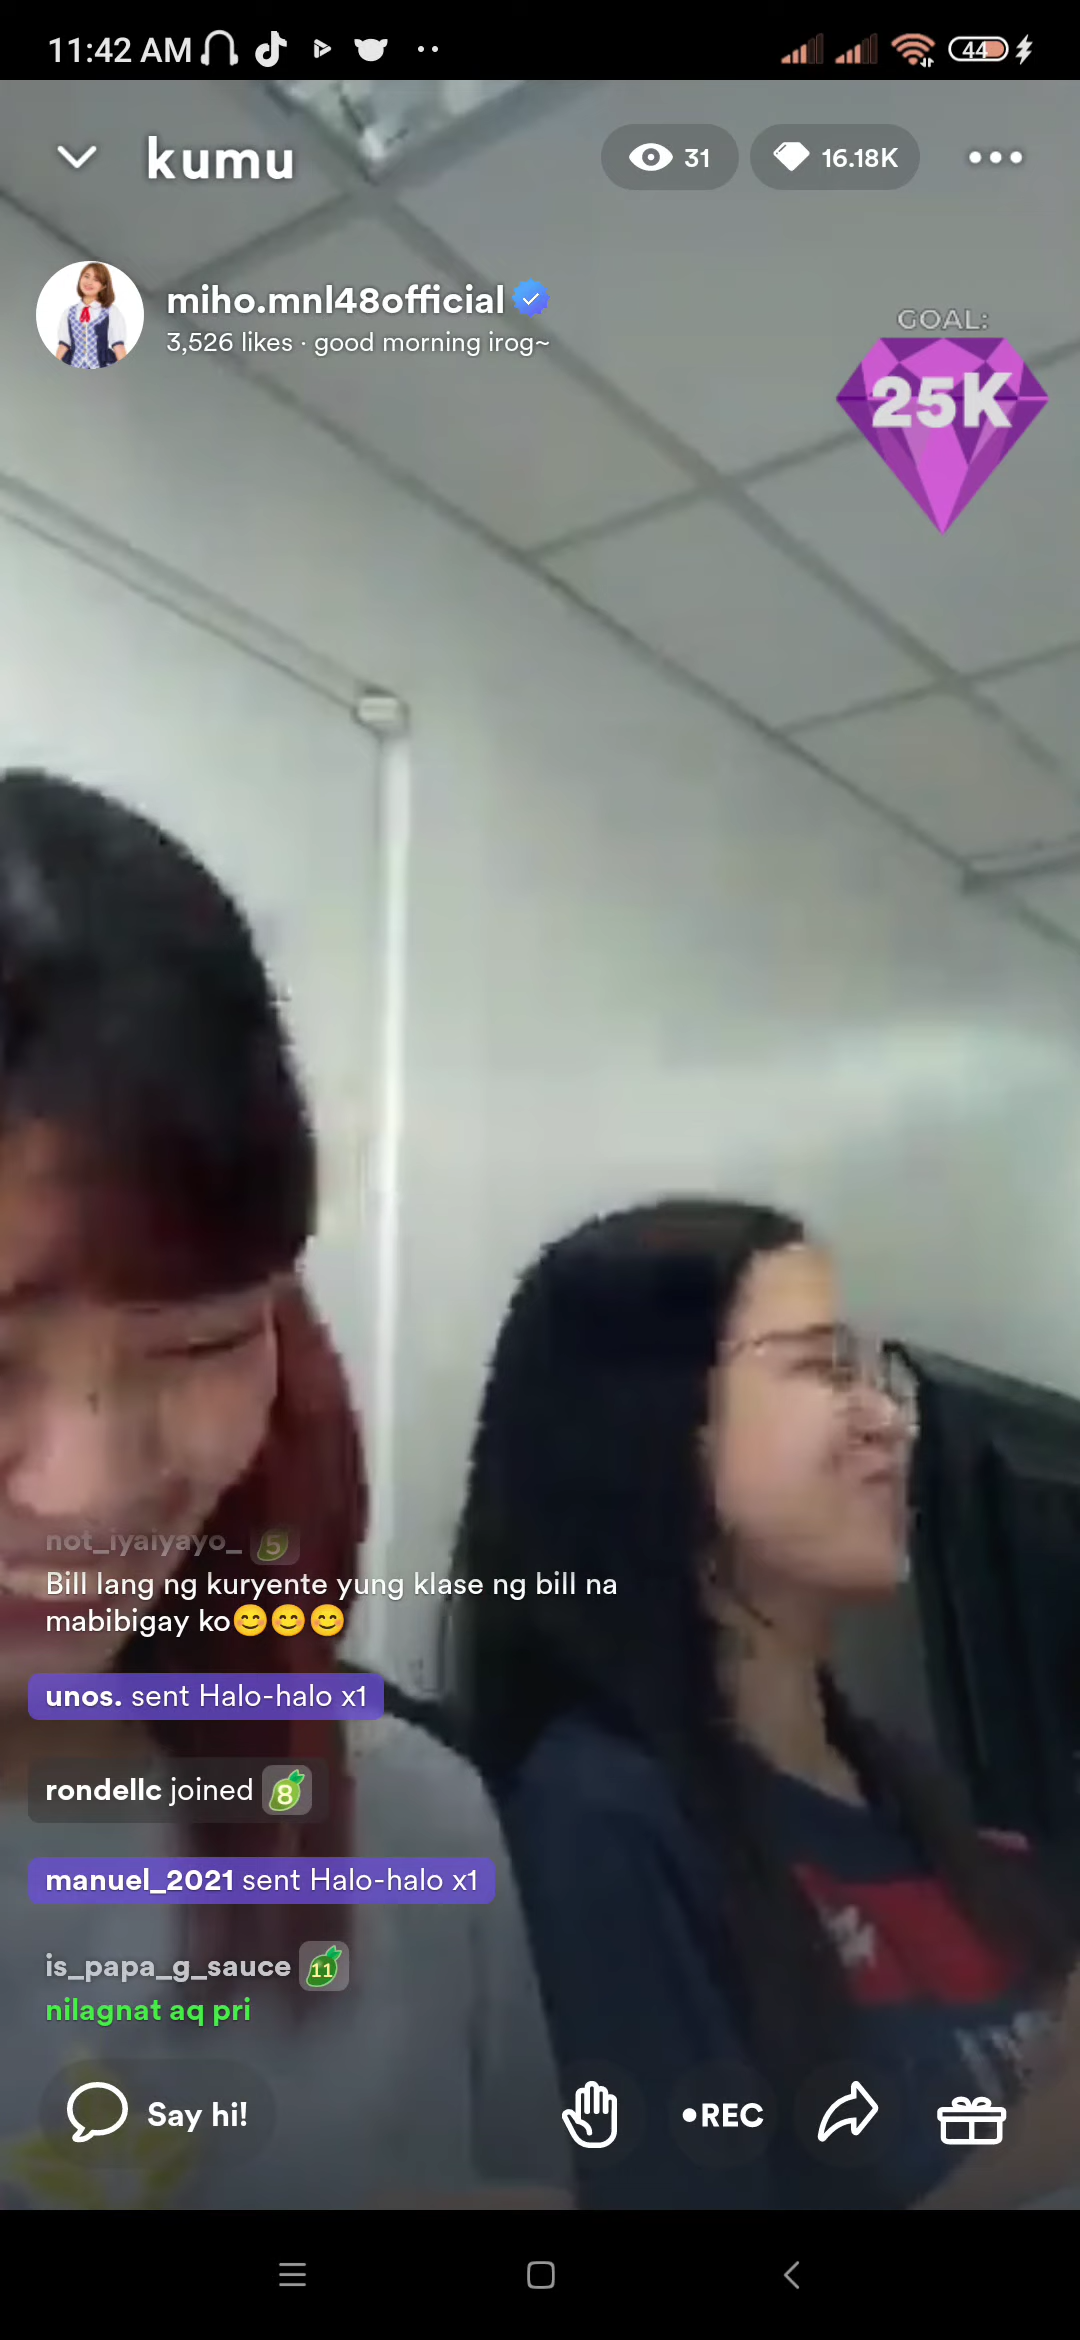 11:42 AM 44
kumu 31 16.18K
miho.mnl48official
3,526 likes · good morning irog~
GOAL:
25K
not_iyaiyayo_ 5
Bill lang ng kuryente yung klase ng bill na
mabibigay ko😊😊😊
unos. sent Halo-halo x1
rondellc joined 8
manuel_2021 sent Halo-halo x1
is_papa_g_sauce 11
nilagnat aq pri
Say hi! •REC